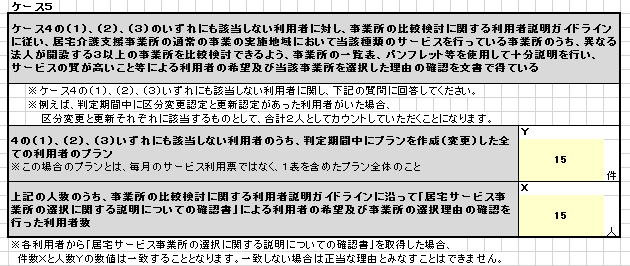 ケース5
ケース4の(1)、(2)、(3)のいずれにも該当しない利用者に対し、事業所の比較検討に関する利用者説明ガイドライン
に従い、居宅介護支援事業所の通常の事業の実施地域において当該種類のサービスを行っている事業所のうち、異なる
法人が開設する3以上の事業所を比較検討できるよう、事業所の一覧表、パンフレット等を使用して十分説明を行い、
サービスの質が高いこと等による利用者の希望及び当該事業所を選択した理由の確認を文書で得ている
※ケース4の(1)、(2)、(3)いずれにも該当しない利用者に関し、下記の質問に回答してください。
※例えば、判定期間中に区分変更認定と更新認定があった利用者がいた場合、
区分変更と更新それぞれに該当するものとして、合計2人としてカウントしていただくことになります。
4の(1)、(2)、(3)いずれにも該当しない利用者のうち、判定期間中にプランを作成(変更)した全
ての利用者のプラン
※この場合のプランとは、毎月のサービス利用票ではなく、1表を含めたプラン全体のこと
Y
15
件
上記の人数のうち、事業所の比較検討に関する利用者説明ガイドラインに沿って「居宅サービス事
業所の選択に関する説明についての確認書」による利用者の希望及び事業所の選択理由の確認を
行った利用者数
X
15
人
※各利用者から「居宅サービス事業所の選択に関する説明についての確認書」を取得した場合、
件数Xと人数Yの数値は一致することとなります。一致しない場合は正当な理由とみなすことはできません。